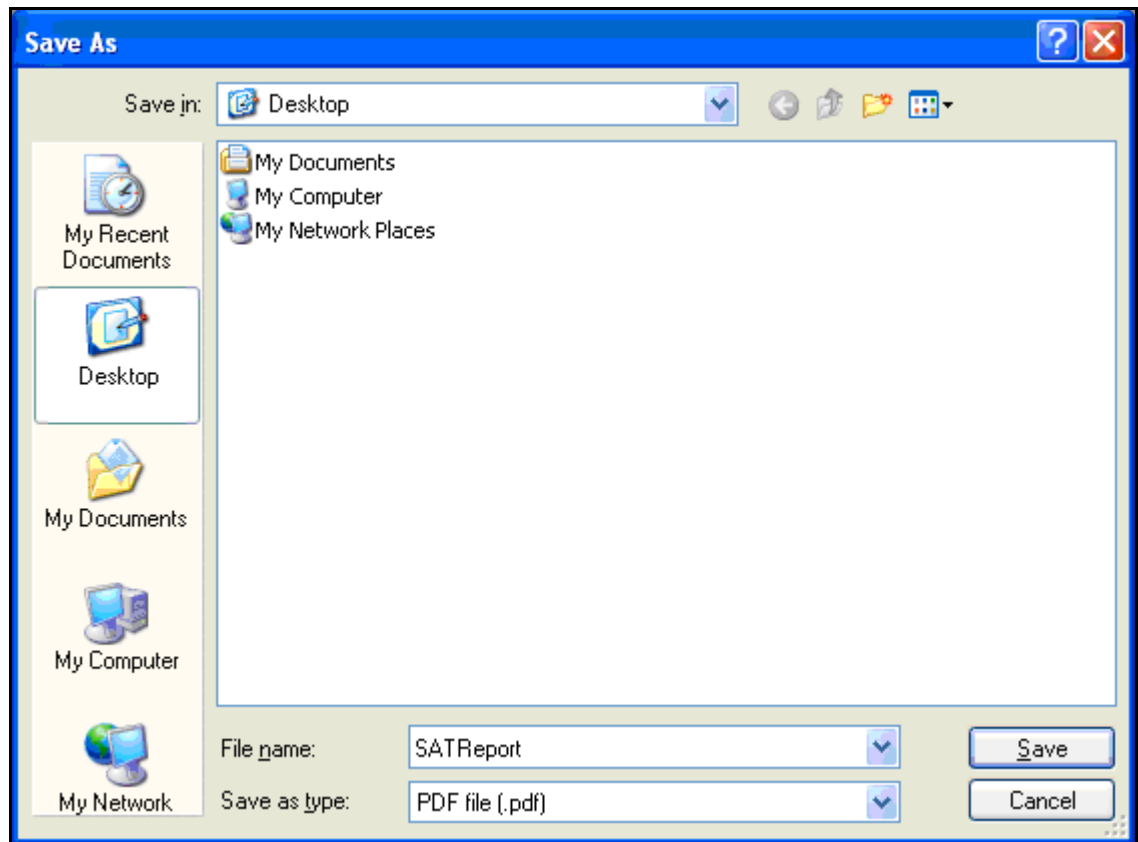 Save As
Save in:
Desktop
My Documents
My Computer
My Network Places
My Recent
Documents
Desktop
My Documents
My Computer
My Network
File name:
SATReport
Save
Save as type:
PDF file (.pdf)
Cancel